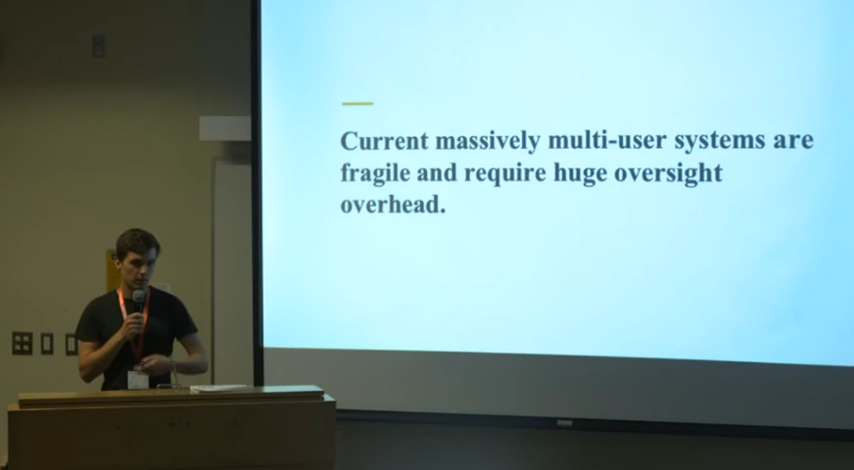 Current massively multi-user systems are
fragile and require huge oversight
overhead.